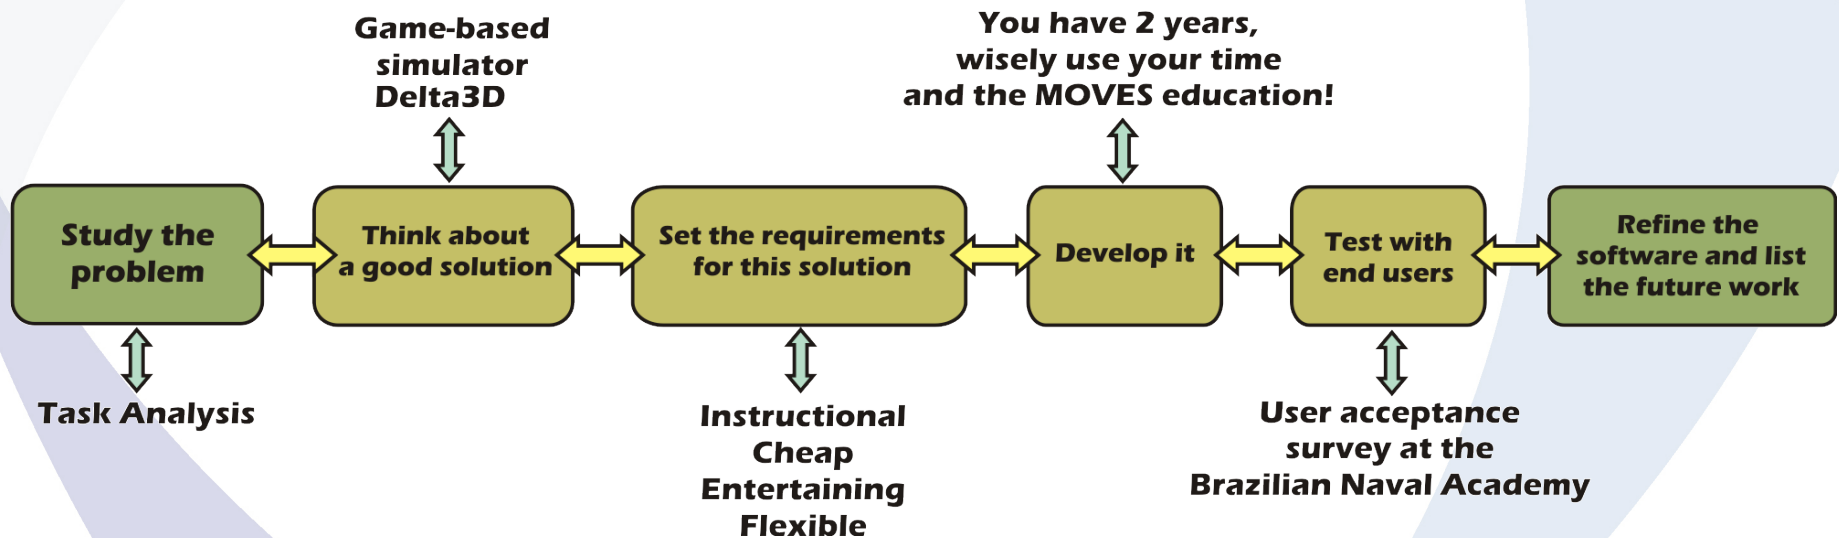 Game-based
simulator
Delta3D
You have 2 years,
wisely use your time
and the MOVES education!
Study the
problem
Think about
a good solution
Set the requirements
for this solution
Develop it
Test with
end users
Refine the
software and list
the future work
Task Analysis
Instructional
Cheap
Entertaining
Flexible
User acceptance
survey at the
Brazilian Naval Academy